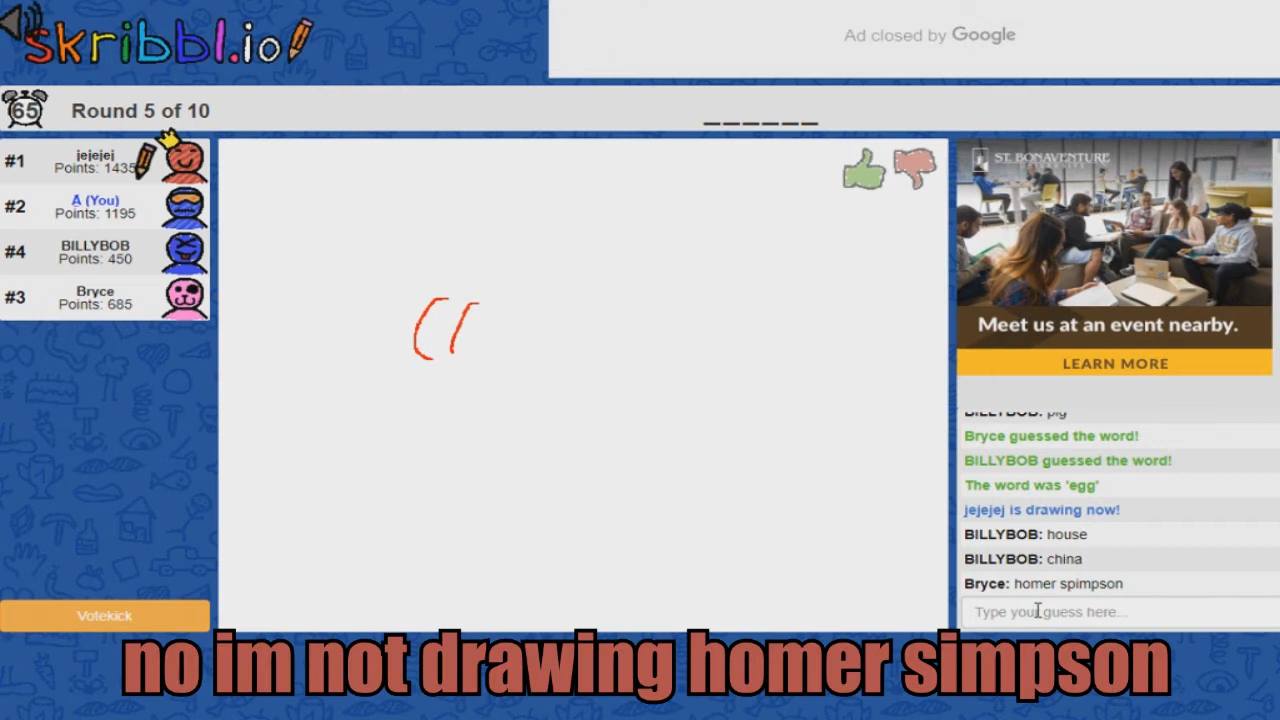 skribbl.io
Ad closed by Google
65
Round 5 of 10
______
#1
jejejej
Points: 1435
#2
Ạ (You)
Points: 1195
#4
BILLYBOB
Points: 450
#3
Bryce
Points: 685
Votekick
ST. BONAVENTURE
Meet us at an event nearby.
LEARN MORE
BILLYBOB: pig
Bryce guessed the word!
BILLYBOB guessed the word!
The word was 'egg'
jejejej is drawing now!
BILLYBOB: house
BILLYBOB: china
Bryce: homer spimpson
Type your guess here...
no im not drawing homer simpson